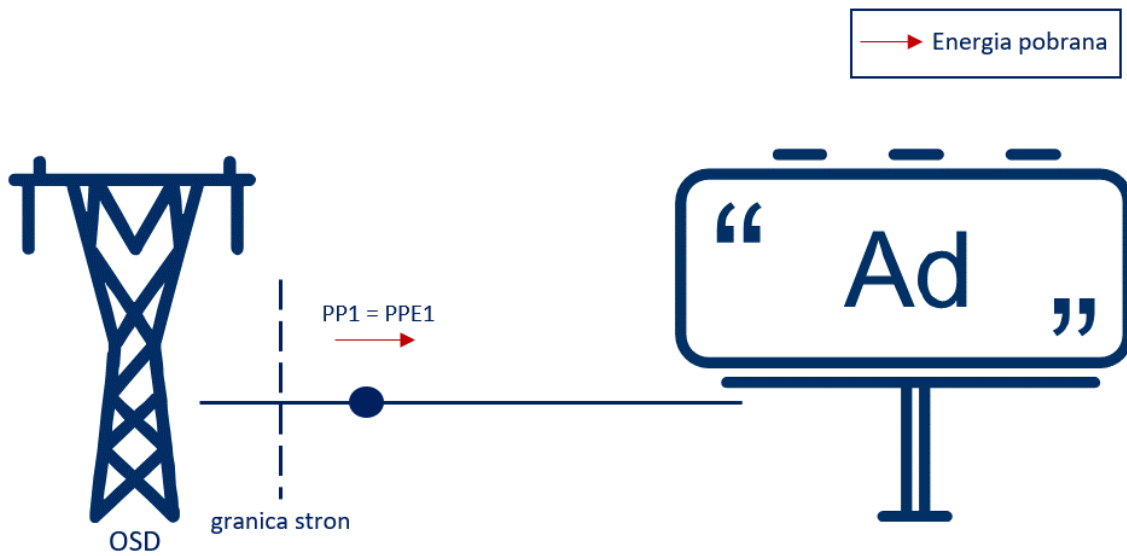 Energia pobrana
“ Ad ”
PP1 = PPE1
granica stron
OSD